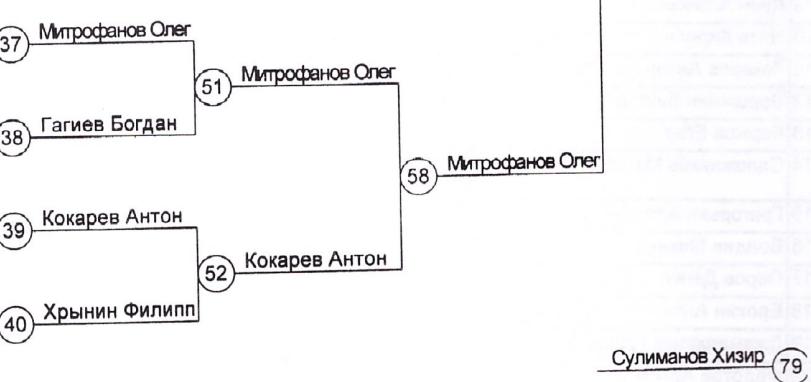 37 Митрофанов Олег
51 Митрофанов Олег
38 Гагиев Богдан
58 Митрофанов Олег
39 Кокарев Антон
52 Кокарев Антон
40 Хрынин Филипп
Сулиманов Хизир 79